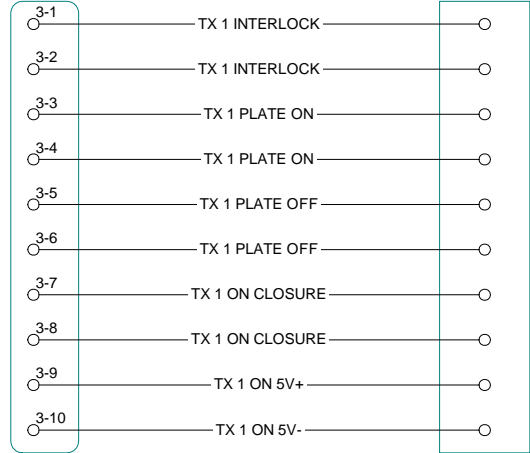 3-1 TX 1 INTERLOCK
3-2 TX 1 INTERLOCK
3-3 TX 1 PLATE ON
3-4 TX 1 PLATE ON
3-5 TX 1 PLATE OFF
3-6 TX 1 PLATE OFF
3-7 TX 1 ON CLOSURE
3-8 TX 1 ON CLOSURE
3-9 TX 1 ON 5V+
3-10 TX 1 ON 5V-